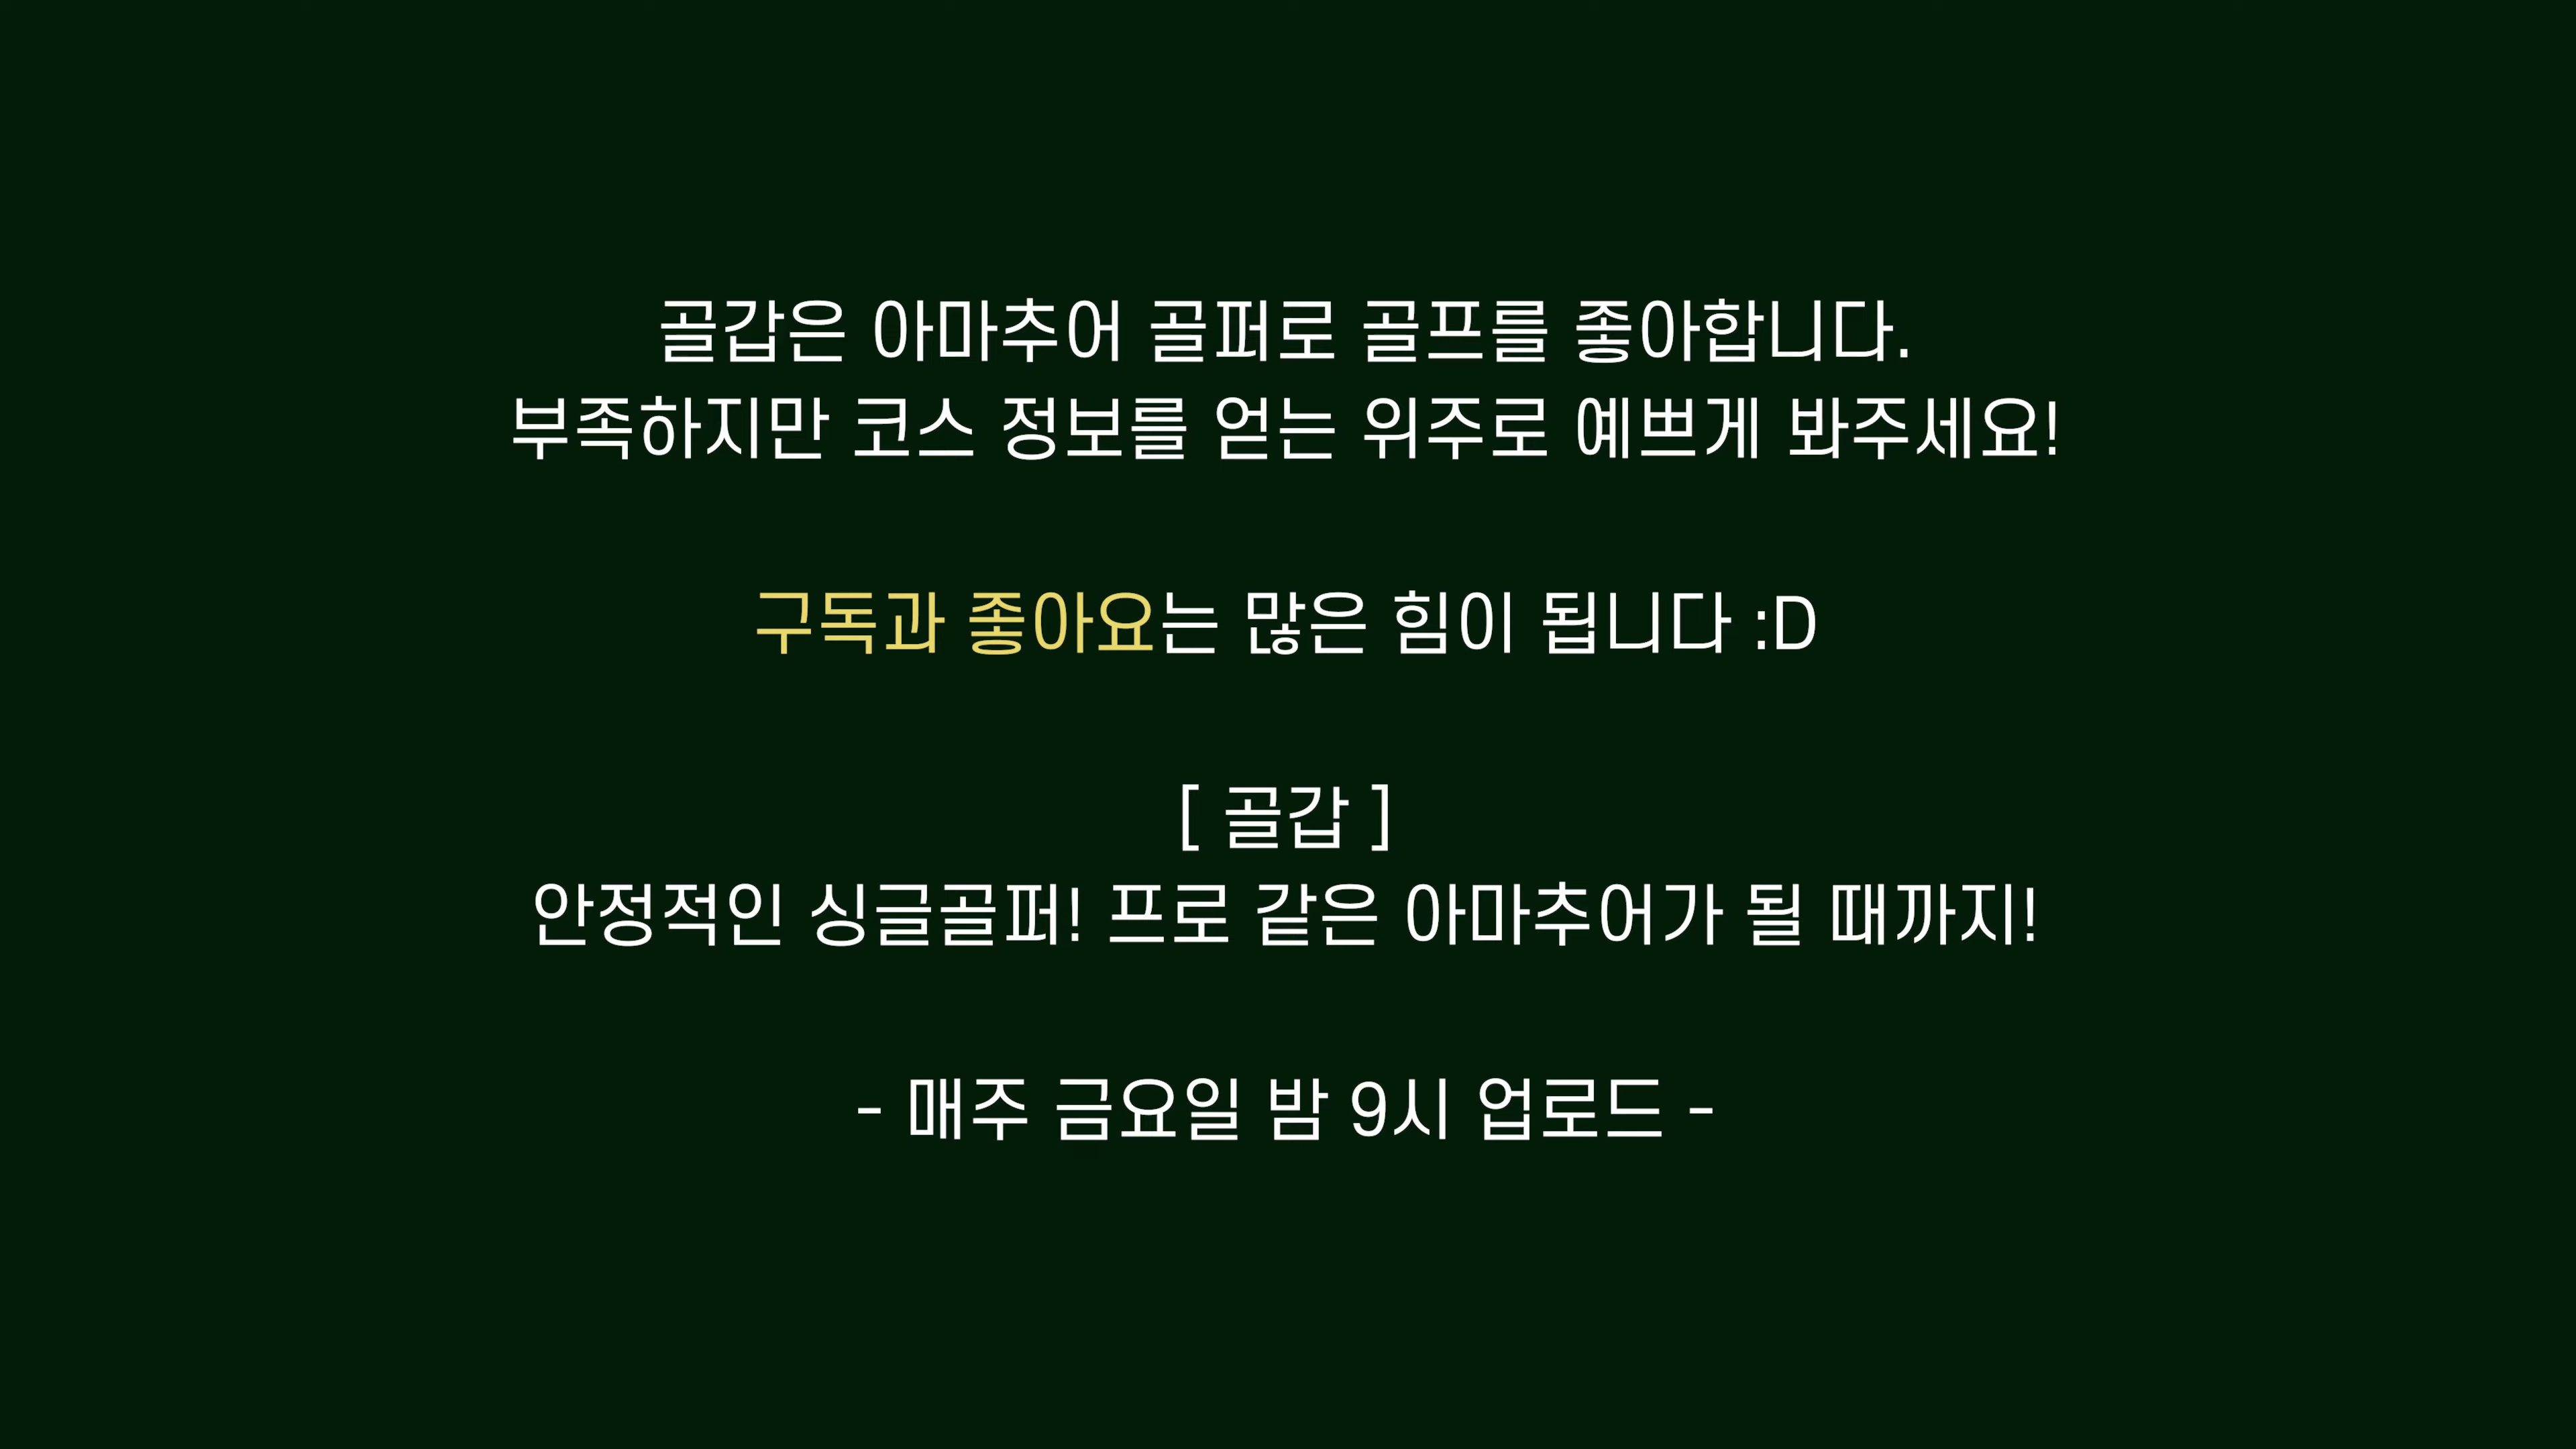 골갑은 아마추어 골퍼로 골프를 좋아합니다.
부족하지만 코스 정보를 얻는 위주로 예쁘게 봐주세요!
구독과 좋아요는 많은 힘이 됩니다 :D
[ 골갑 ]
안정적인 싱글골퍼! 프로 같은 아마추어가 될 때까지!
- 매주 금요일 밤 9시 업로드 -